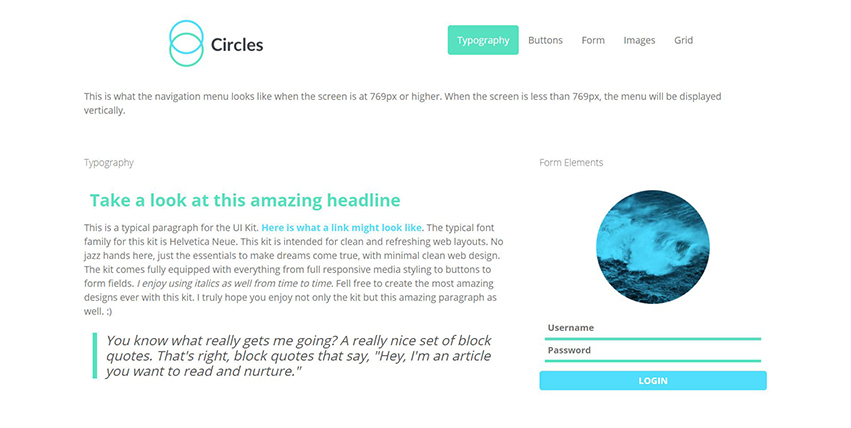 Circles
Typography Buttons Form Images Grid
This is what the navigation menu looks like when the screen is at 769px or higher. When the screen is less than 769px, the menu will be displayed
vertically.
Typography
Take a look at this amazing headline
This is a typical paragraph for the UI Kit. Here is what a link might look like. The typical font
family for this kit is Helvetica Neue. This kit is intended for clean and refreshing web layouts. No
jazz hands here, just the essentials to make dreams come true, with minimal clean web design.
The kit comes fully equipped with everything from full responsive media styling to buttons to
form fields. I enjoy using italics as well from time to time. Fell free to create the most amazing
designs ever with this kit. I truly hope you enjoy not only the kit but this amazing paragraph as
well. :)
You know what really gets me going? A really nice set of block
quotes. That's right, block quotes that say, "Hey, I'm an article
you want to read and nurture."
Form Elements
Username
Password
LOGIN